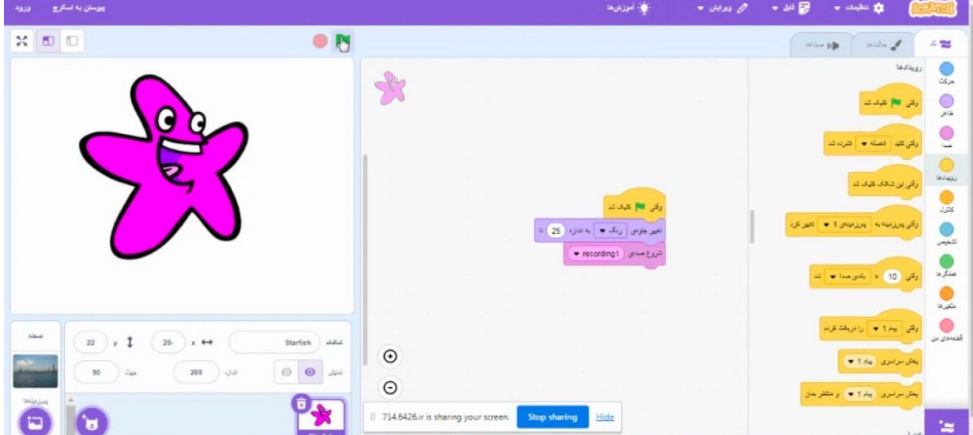 SCRATCH
تنظیمات
فایل
ویرایش
آموزش‌ها
پیوستن به اسکرچ
ورود
کد
حالت‌ها
صداها
حرکت
ظاهر
صدا
رویدادها
کنترل
تشخیص
عملگرها
متغیرها
قطعه‌های من
رویدادها
وقتی کلیک شد
وقتی کلید فاصله فشرده شد
وقتی این شکلک کلیک شد
وقتی پس‌زمینه به پس‌زمینه‌ی 1 تغییر کرد
وقتی بلندی صدا > 10 شد
وقتی پیام 1 را دریافت کردم
پخش سراسری پیام 1
پخش سراسری پیام 1 و منتظر بمان
وقتی کلیک شد
تغییر جلوه‌ی رنگ به اندازه 25 تا
شروع صدای recording1
شکلک Starfish x 28- y 22
نمایش اندازه 200 جهت 90
صحنه
پس‌زمینه‌ها
714.6426.ir is sharing your screen. Stop sharing Hide